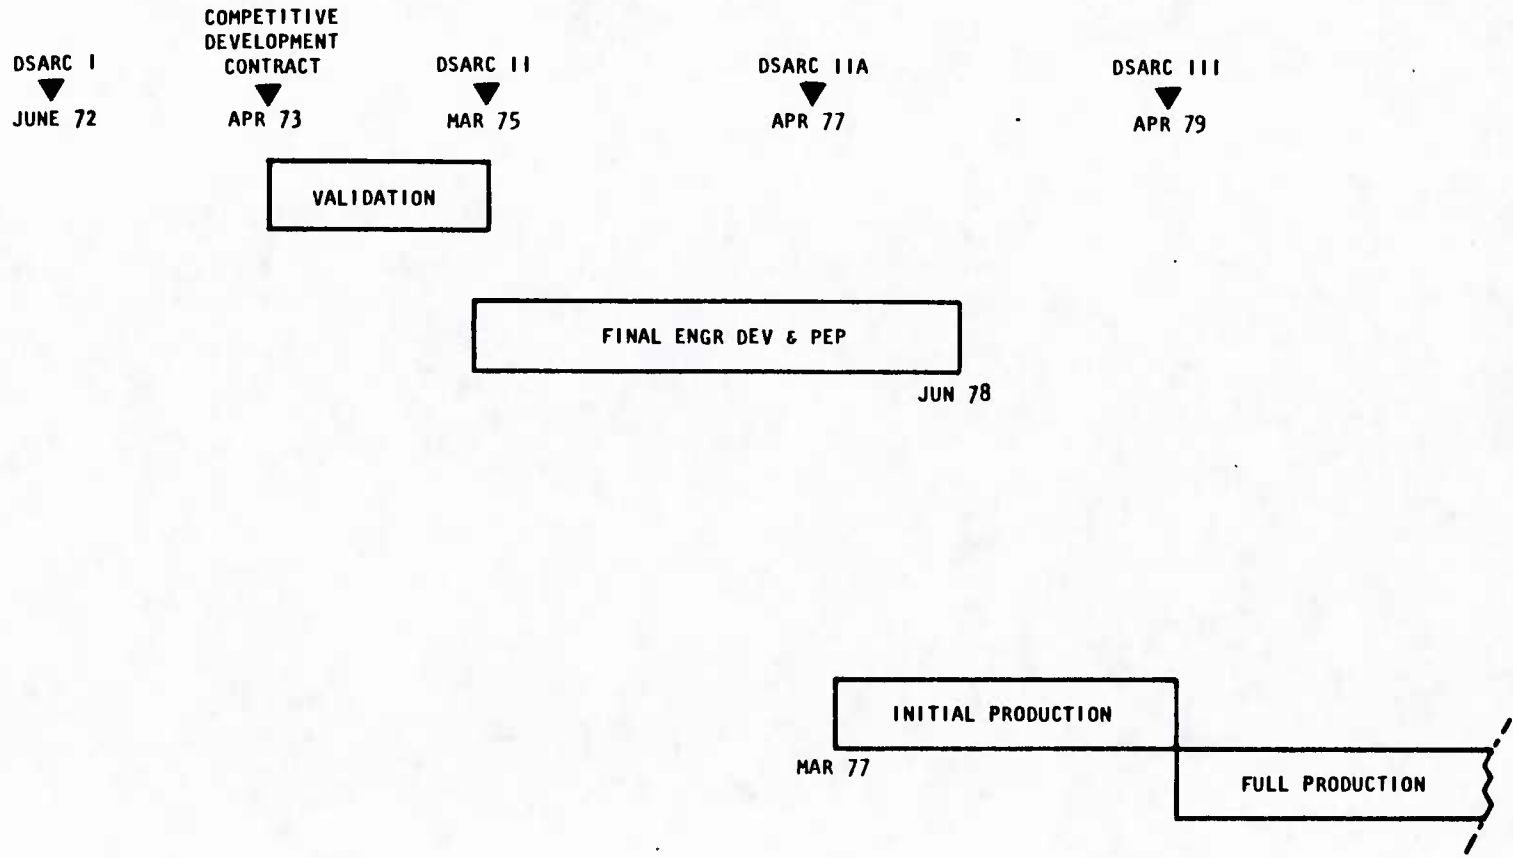 DSARC I
JUNE 72
COMPETITIVE
DEVELOPMENT
CONTRACT
APR 73
DSARC II
MAR 75
DSARC IIA
APR 77
DSARC III
APR 79
VALIDATION
FINAL ENGR DEV & PEP
JUN 78
INITIAL PRODUCTION
MAR 77
FULL PRODUCTION